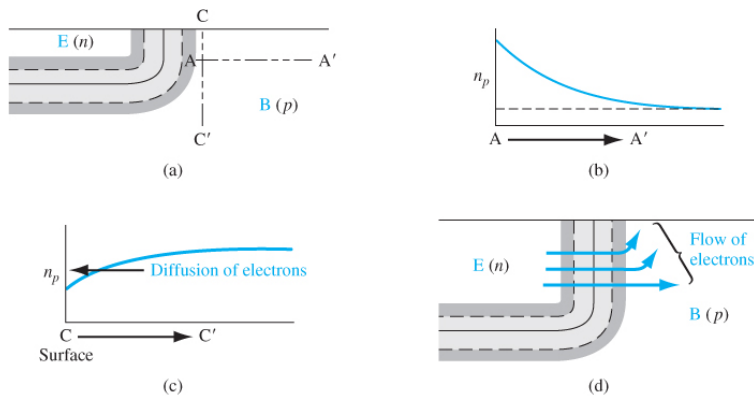 C
E (n)
A
A′
B (p)
C′
(a)
n_p
A
A′
(b)
n_p
Diffusion of electrons
C
C′
Surface
(c)
E (n)
Flow of
electrons
B (p)
(d)